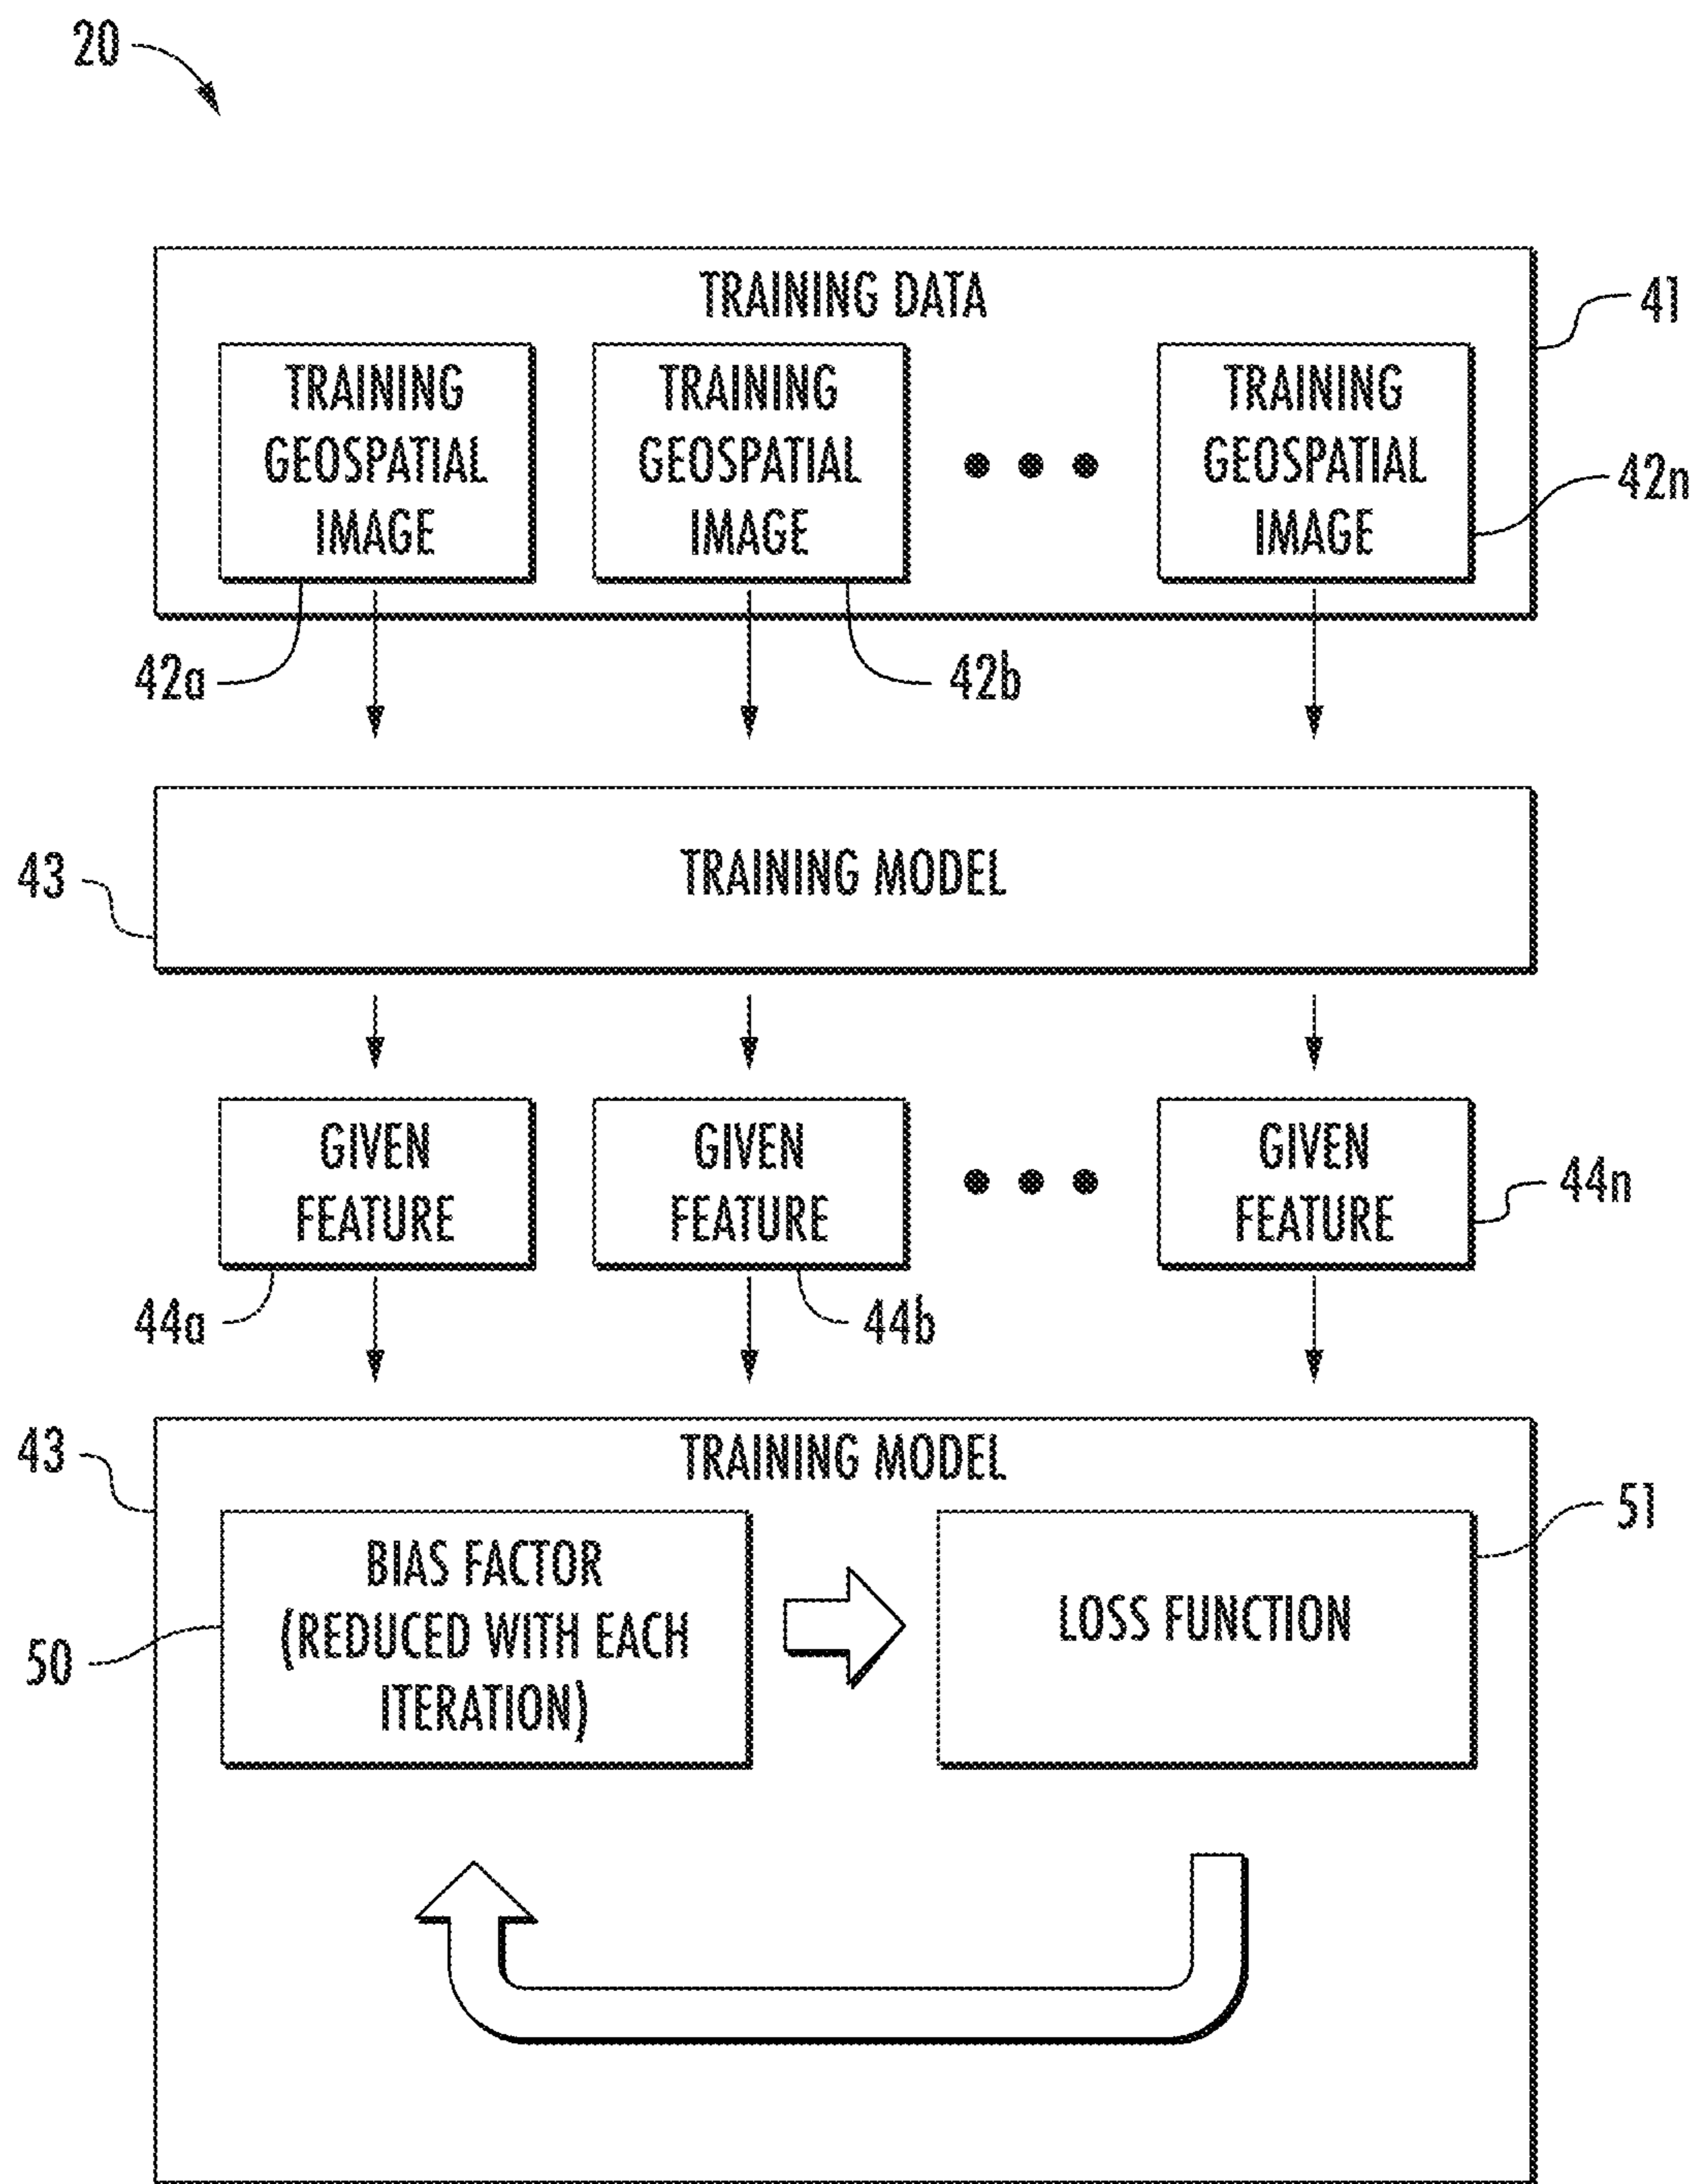 20
TRAINING DATA
41
TRAINING
GEOSPATIAL
IMAGE
TRAINING
GEOSPATIAL
IMAGE
TRAINING
GEOSPATIAL
IMAGE
42n
42a
42b
TRAINING MODEL
43
GIVEN
FEATURE
GIVEN
FEATURE
GIVEN
FEATURE
44n
44a
44b
43
TRAINING MODEL
51
BIAS FACTOR
(REDUCED WITH EACH
ITERATION)
50
LOSS FUNCTION